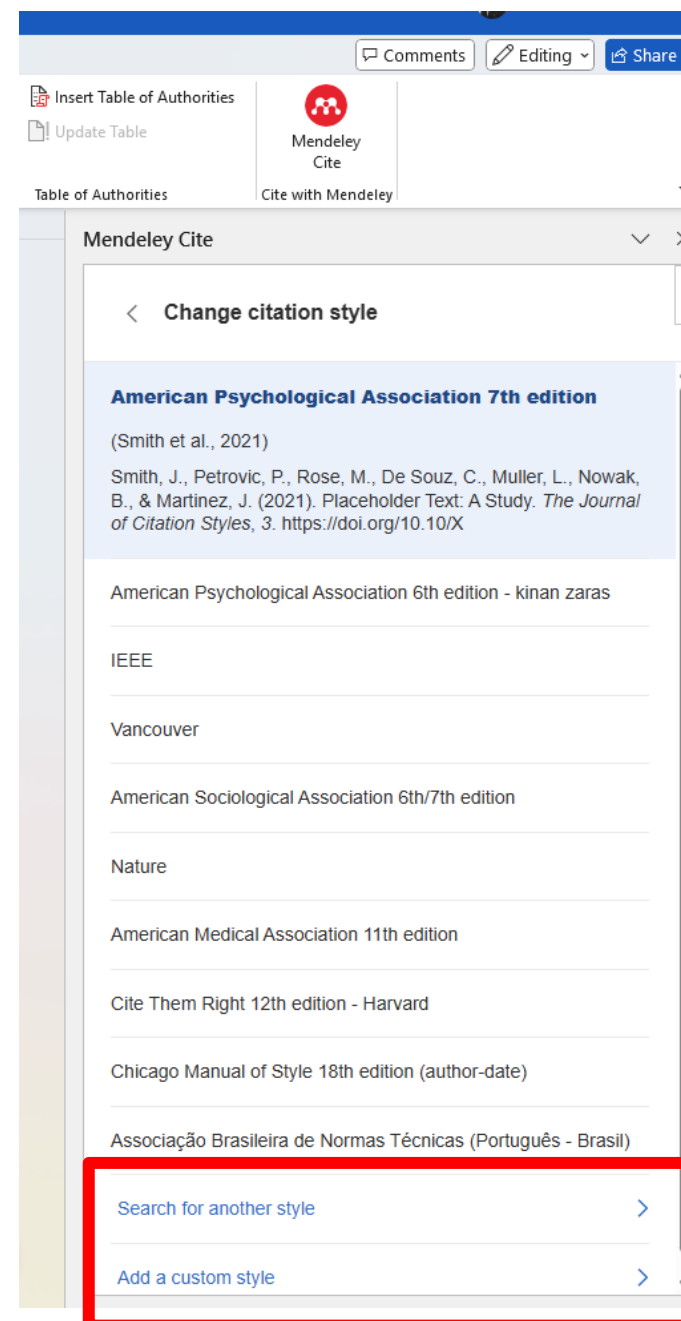 Comments
Editing
Share
Insert Table of Authorities
Update Table
Mendeley
Cite
Table of Authorities
Cite with Mendeley
Mendeley Cite
Change citation style
American Psychological Association 7th edition
(Smith et al., 2021)
Smith, J., Petrovic, P., Rose, M., De Souz, C., Muller, L., Nowak,
B., & Martinez, J. (2021). Placeholder Text: A Study. The Journal
of Citation Styles, 3. https://doi.org/10.10/X
American Psychological Association 6th edition - kinan zaras
IEEE
Vancouver
American Sociological Association 6th/7th edition
Nature
American Medical Association 11th edition
Cite Them Right 12th edition - Harvard
Chicago Manual of Style 18th edition (author-date)
Associação Brasileira de Normas Técnicas (Português - Brasil)
Search for another style
Add a custom style